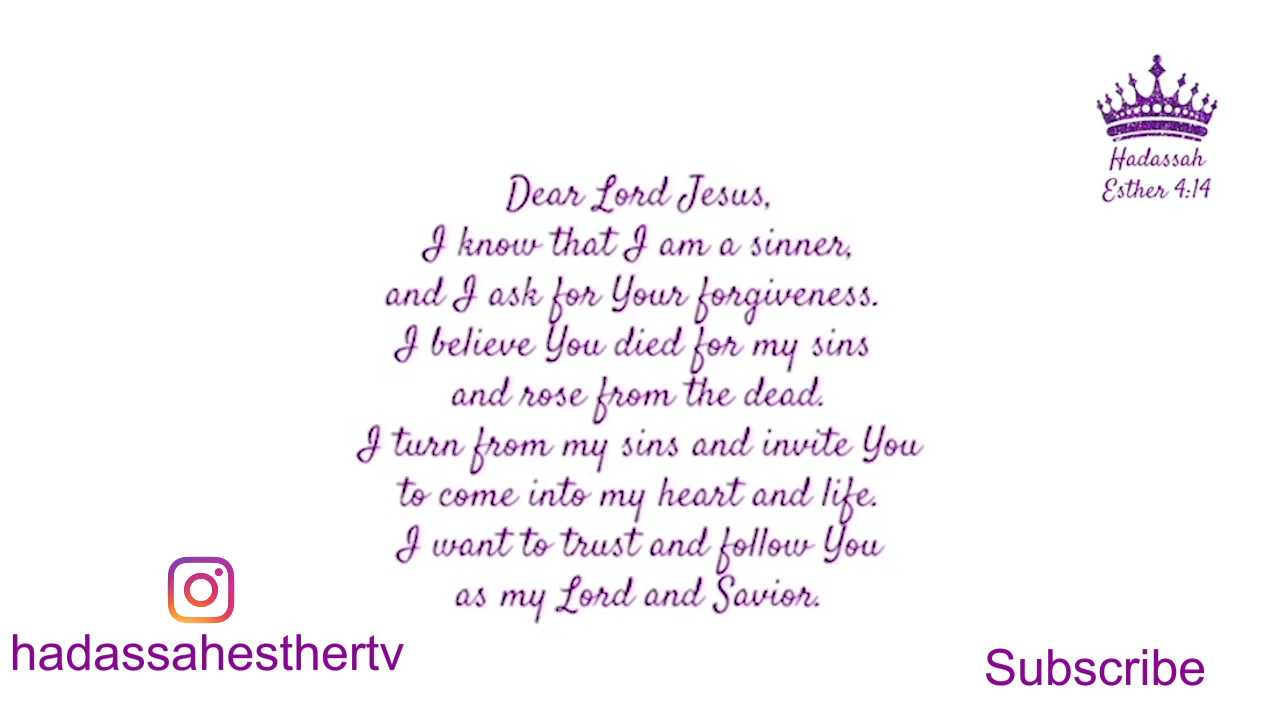 Hadassah
Esther 4:14
Dear Lord Jesus,
I know that I am a sinner,
and I ask for Your forgiveness.
I believe You died for my sins
and rose from the dead.
I turn from my sins and invite You
to come into my heart and life.
I want to trust and follow You
as my Lord and Savior.
hadassahesthertv
Subscribe